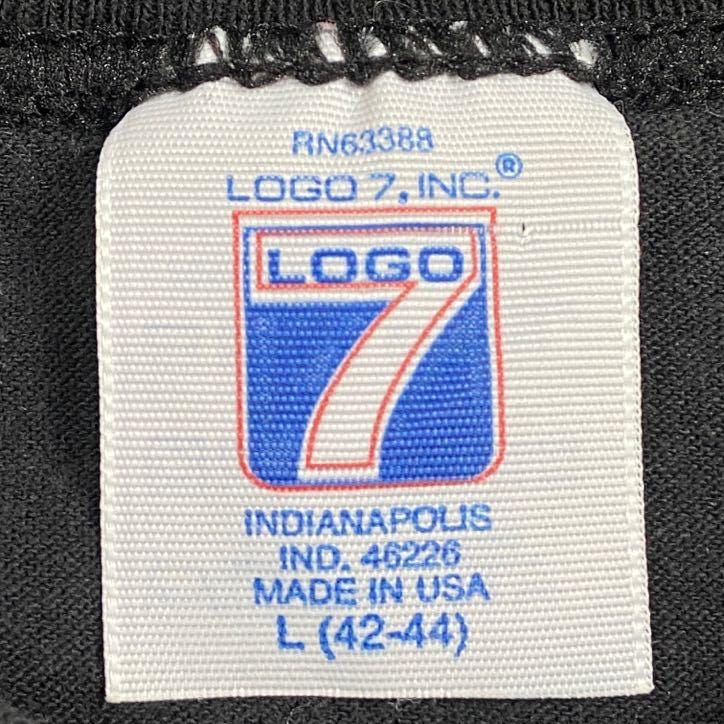 RN63388
LOGO 7, INC.®
LOGO
7
INDIANAPOLIS
IND. 46226
MADE IN USA
L (42-44)